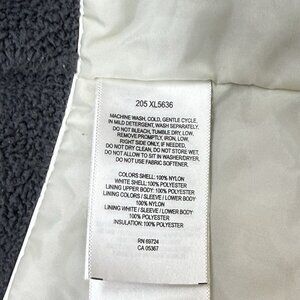 205 XL5636
MACHINE WASH, COLD, GENTLE CYCLE,
IN MILD DETERGENT, WASH SEPARATELY,
DO NOT BLEACH, TUMBLE DRY, LOW,
REMOVE PROMPTLY, IRON, LOW,
RIGHT SIDE ONLY, IF NEEDED,
DO NOT DRY CLEAN, DO NOT STORE WET,
DO NOT ALLOW TO SIT IN WASHER/DRYER,
DO NOT USE FABRIC SOFTENER.
COLORS SHELL: 100% NYLON
WHITE SHELL: 100% POLYESTER
LINING UPPER BODY: 100% POLYESTER
LINING COLORS / SLEEVE / LOWER BODY
100% NYLON
LINING WHITE / SLEEVE / LOWER BODY
100% POLYESTER
INSULATION: 100% POLYESTER
RN 69724
CA 05367